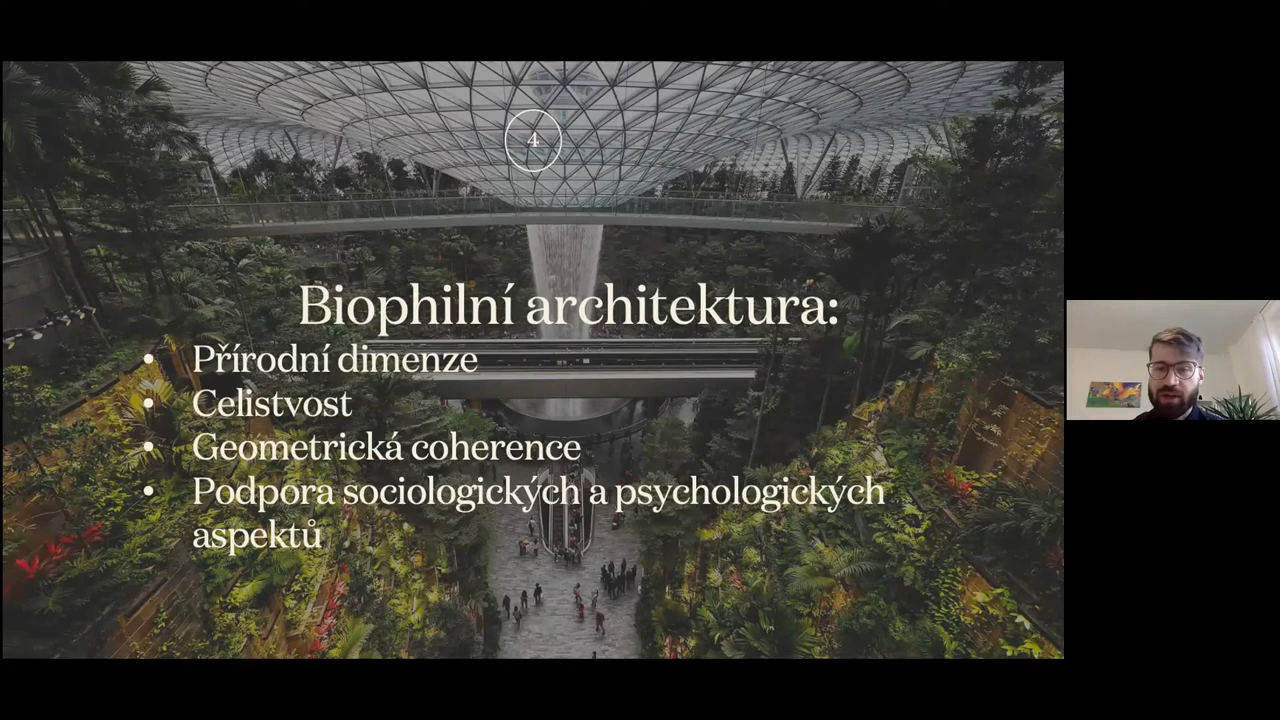 4
Biophilní architektura:
• Přírodní dimenze
• Celistvost
• Geometrická coherence
• Podpora sociologických a psychologických
aspektů